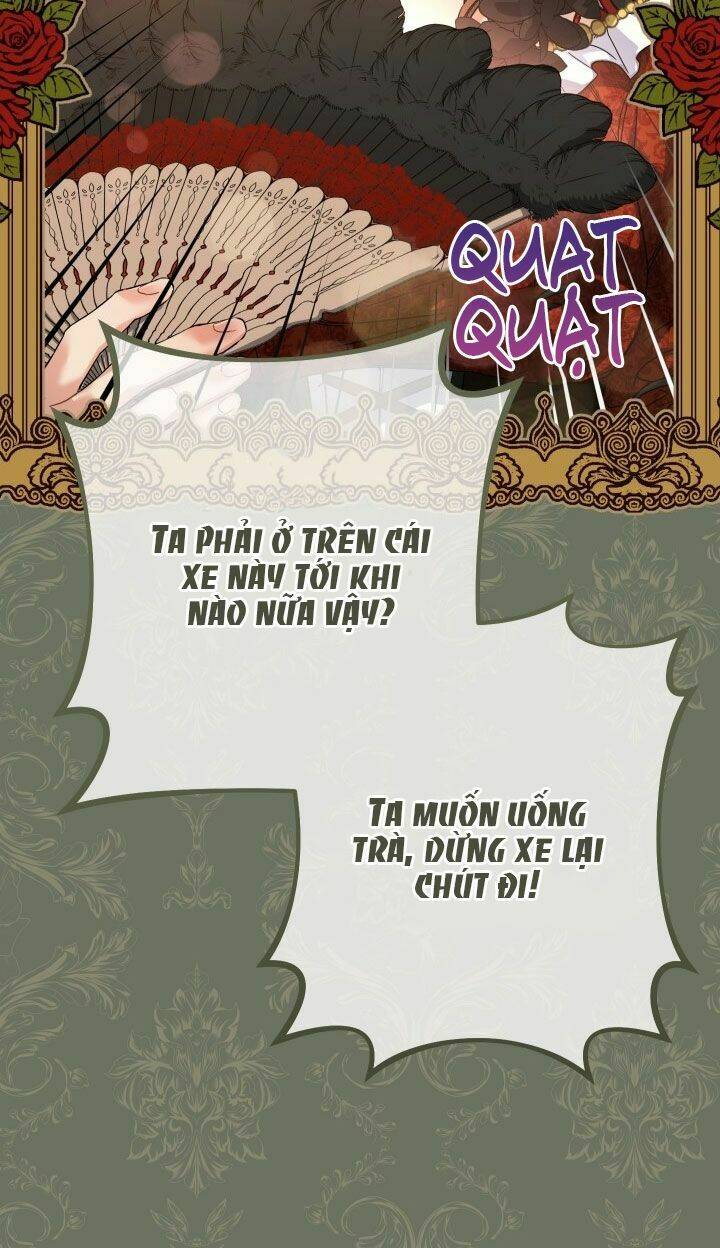 QUẠT
QUẠT
TA PHẢI Ở TRÊN CÁI
XE NÀY TỚI KHI
NÀO NỮA VẬY?
TA MUỐN UỐNG
TRÀ, DỪNG XE LẠI
CHÚT ĐI!